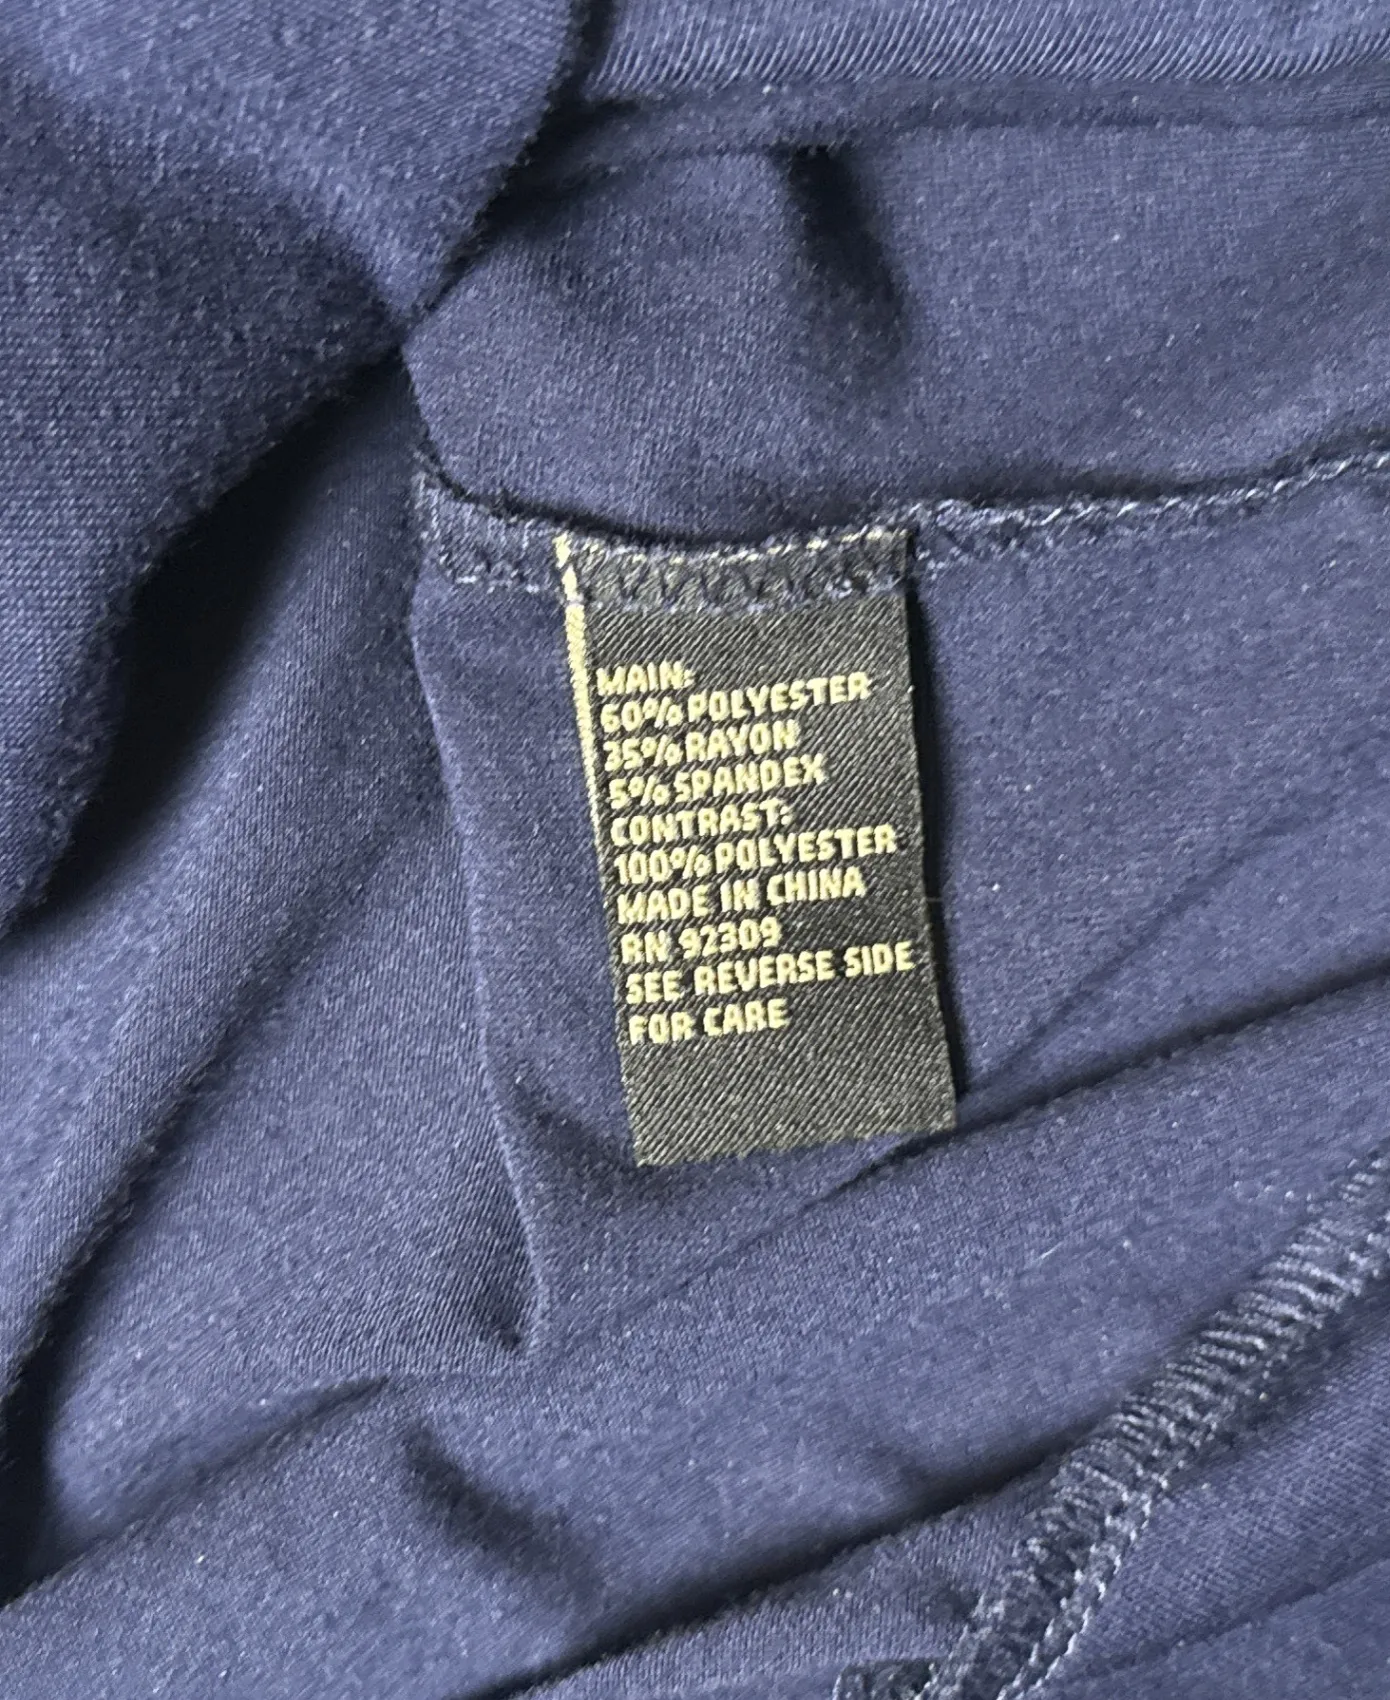 MAIN:
60% POLYESTER
35% RAYON
5% SPANDEX
CONTRAST:
100% POLYESTER
MADE IN CHINA
RN 92309
SEE REVERSE SIDE
FOR CARE